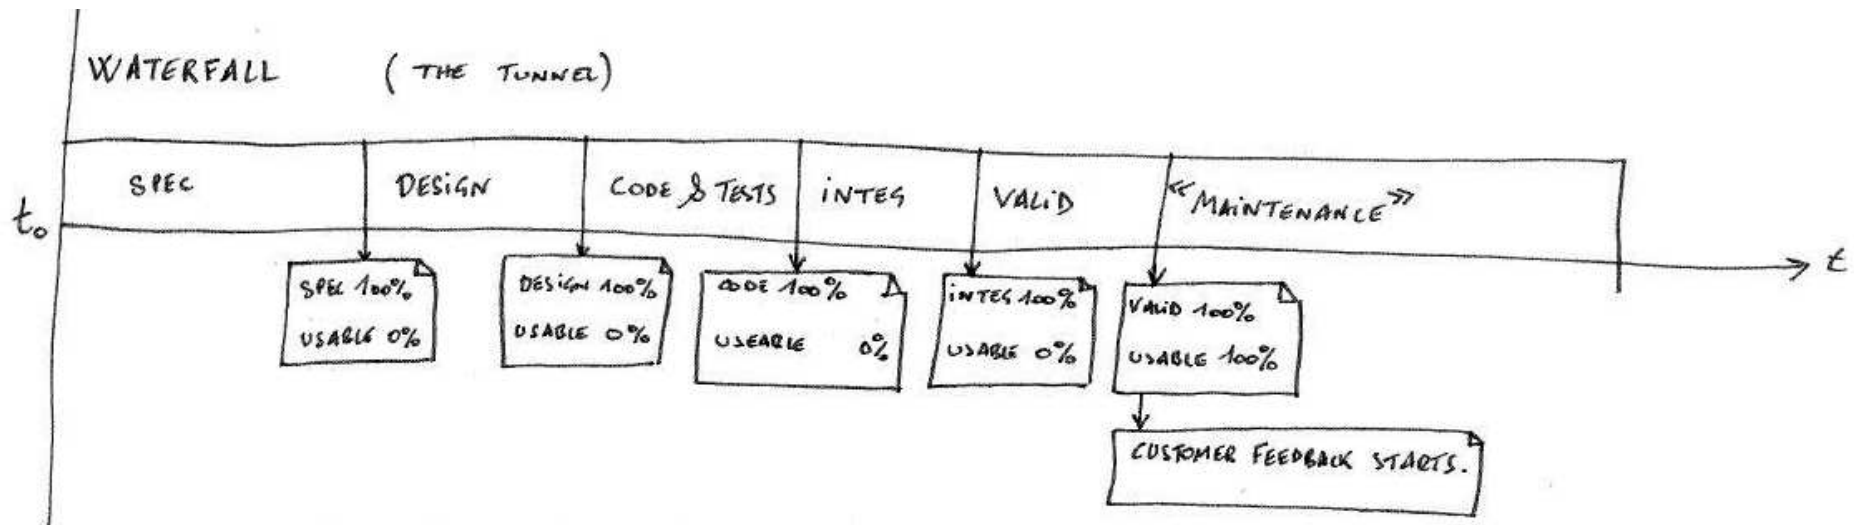 WATERFALL (THE TUNNEL)
SPEC DESIGN CODE & TESTS INTEG VALID «MAINTENANCE»
t₀
t
SPEC 100%
USABLE 0%
DESIGN 100%
USABLE 0%
CODE 100%
USEABLE 0%
INTEG 100%
USABLE 0%
VALID 100%
USABLE 100%
CUSTOMER FEEDBACK STARTS.